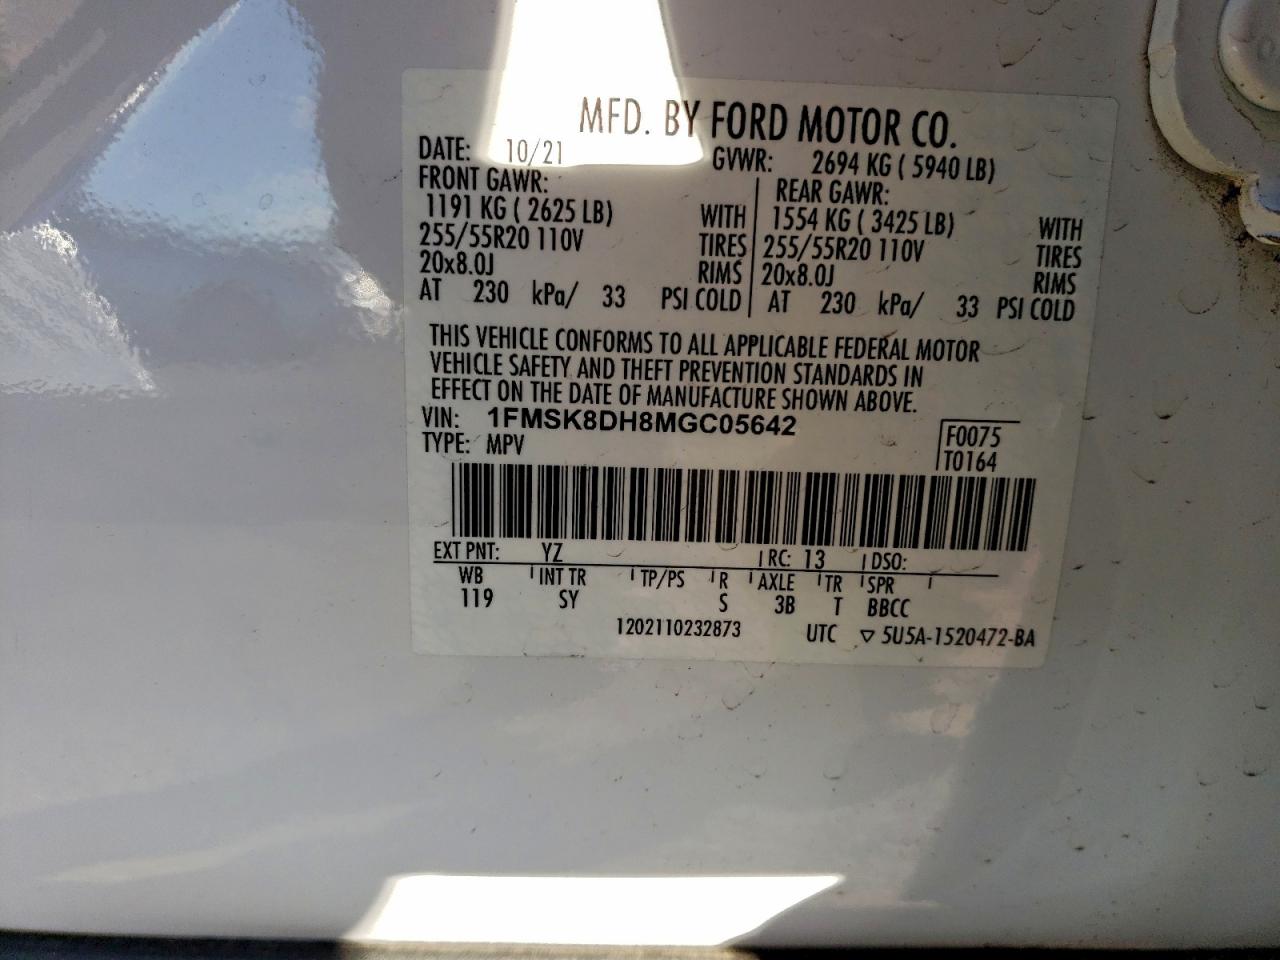 MFD. BY FORD MOTOR CO.
DATE: 10/21 GVWR: 2694 KG ( 5940 LB)
FRONT GAWR: REAR GAWR:
1191 KG ( 2625 LB) WITH 1554 KG ( 3425 LB) WITH
255/55R20 110V TIRES 255/55R20 110V TIRES
20x8.0J RIMS 20x8.0J RIMS
AT 230 kPa/ 33 PSI COLD AT 230 kPa/ 33 PSI COLD
THIS VEHICLE CONFORMS TO ALL APPLICABLE FEDERAL MOTOR
VEHICLE SAFETY AND THEFT PREVENTION STANDARDS IN
EFFECT ON THE DATE OF MANUFACTURE SHOWN ABOVE.
VIN: 1FMSK8DH8MGC05642 F0075
TYPE: MPV T0164
EXT PNT: YZ RC: 13 DSO:
WB INT TR TP/PS R AXLE TR SPR
119 SY S 3B T BBCC
1202110232873 UTC ▽ 5U5A-1520472-BA